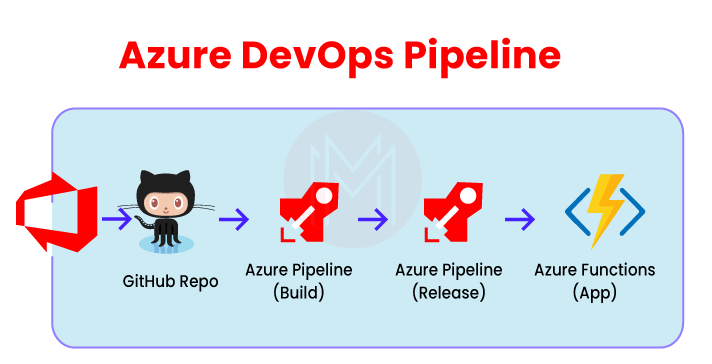 Azure DevOps Pipeline
GitHub Repo
Azure Pipeline
(Build)
Azure Pipeline
(Release)
Azure Functions
(App)